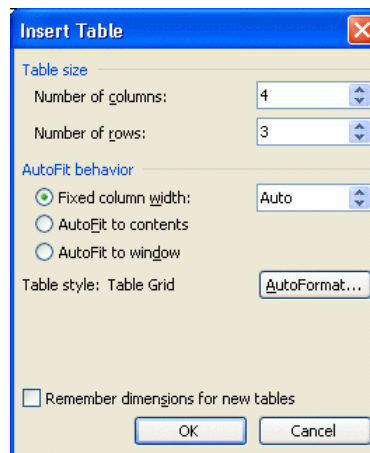 Insert Table
Table size
Number of columns: 4
Number of rows: 3
AutoFit behavior
Fixed column width: Auto
AutoFit to contents
AutoFit to window
Table style: Table Grid AutoFormat...
Remember dimensions for new tables
OK Cancel